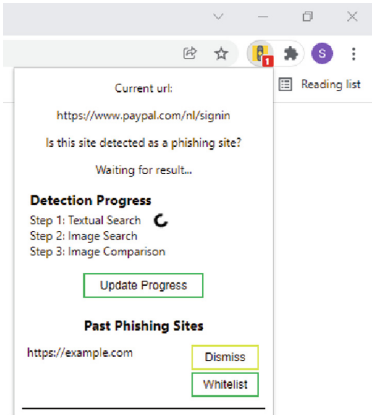 S
1
Reading list
Current url:
https://www.paypal.com/nl/signin
Is this site detected as a phishing site?
Waiting for result...
Detection Progress
Step 1: Textual Search
Step 2: Image Search
Step 3: Image Comparison
Update Progress
Past Phishing Sites
https://example.com
Dismiss
Whitelist